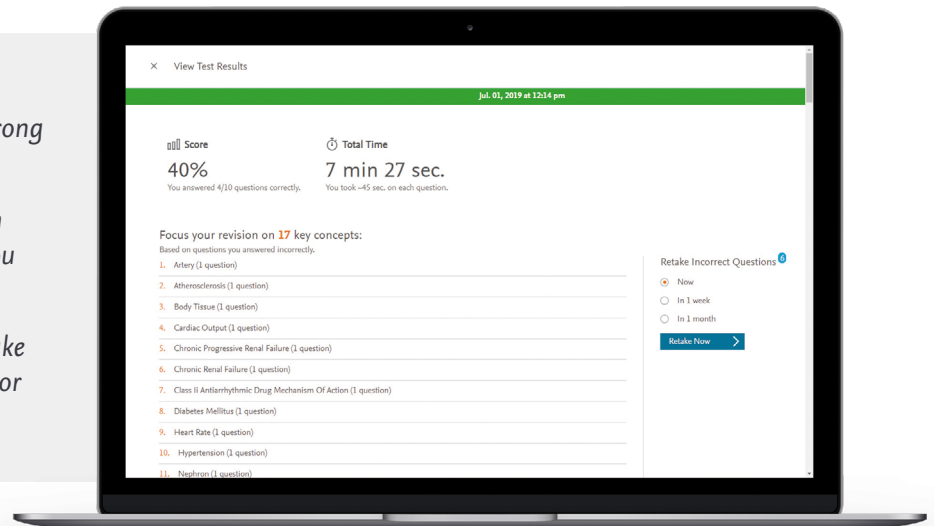 rong
u
ke
or
View Test Results
Jul. 01, 2019 at 12:14 pm
Score
Total Time
40%
7 min 27 sec.
You answered 4/10 questions correctly.
You took ~45 sec. on each question.
Focus your revision on 17 key concepts:
Based on questions you answered incorrectly.
1. Artery (1 question)
2. Atherosclerosis (1 question)
3. Body Tissue (1 question)
4. Cardiac Output (1 question)
5. Chronic Progressive Renal Failure (1 question)
6. Chronic Renal Failure (1 question)
7. Class Ii Antiarrhythmic Drug Mechanism Of Action (1 question)
8. Diabetes Mellitus (1 question)
9. Heart Rate (1 question)
10. Hypertension (1 question)
11. Nephron (1 question)
Retake Incorrect Questions 6
Now
In 1 week
In 1 month
Retake Now